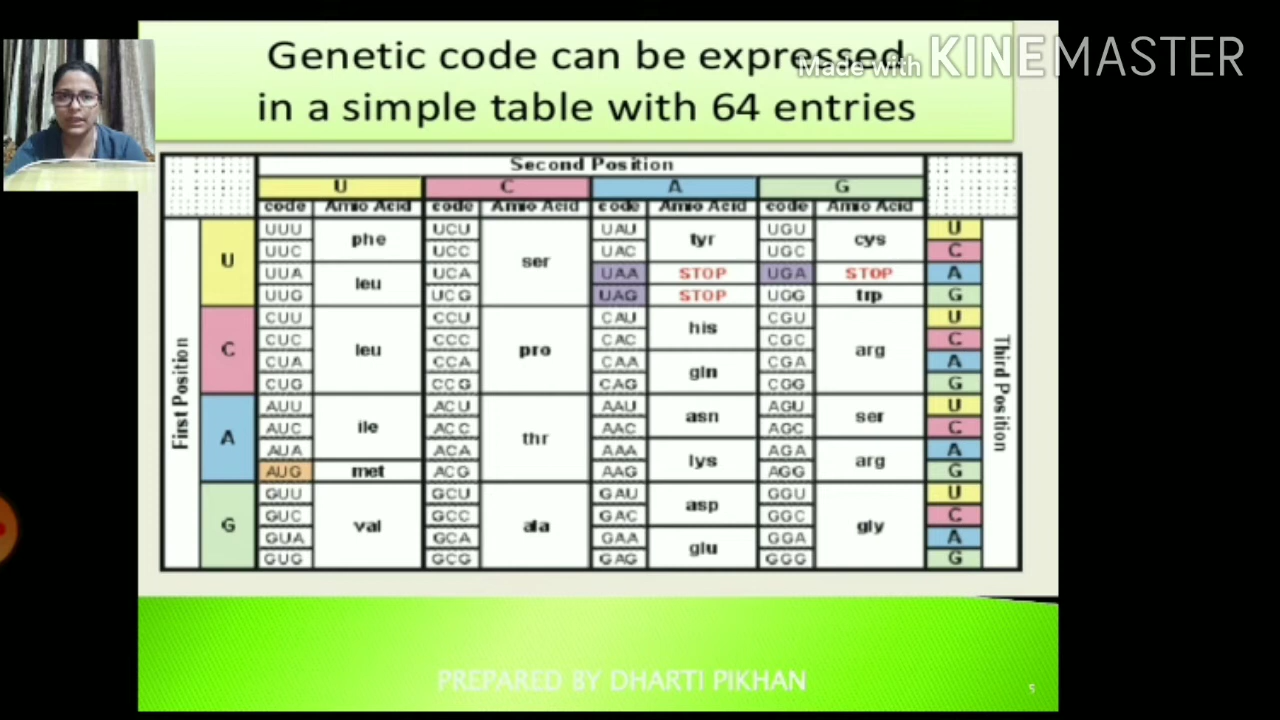 Genetic code can be expressed
in a simple table with 64 entries
Made with KINEMASTER
Second Position
U C A G
code Amio Acid code Amio Acid code Amio Acid code Amio Acid
First Position
Third Position
U UUU phe UCU ser UAU tyr UGU cys U
UUC UCC UAC UGC C
UUA leu UCA UAA STOP UGA STOP A
UUG UCG UAG STOP UGG trp G
C CUU leu CCU pro CAU his CGU arg U
CUC CCC CAC CGC C
CUA CCA CAA gln CGA A
CUG CCG CAG CGG G
A AUU ile ACU thr AAU asn AGU ser U
AUC ACC AAC AGC C
AUA ACA AAA lys AGA arg A
AUG met ACG AAG AGG G
G GUU val GCU ala GAU asp GGU gly U
GUC GCC GAC GGC C
GUA GCA GAA glu GGA A
GUG GCG GAG GGG G
PREPARED BY DHARTI PIKHAN
5